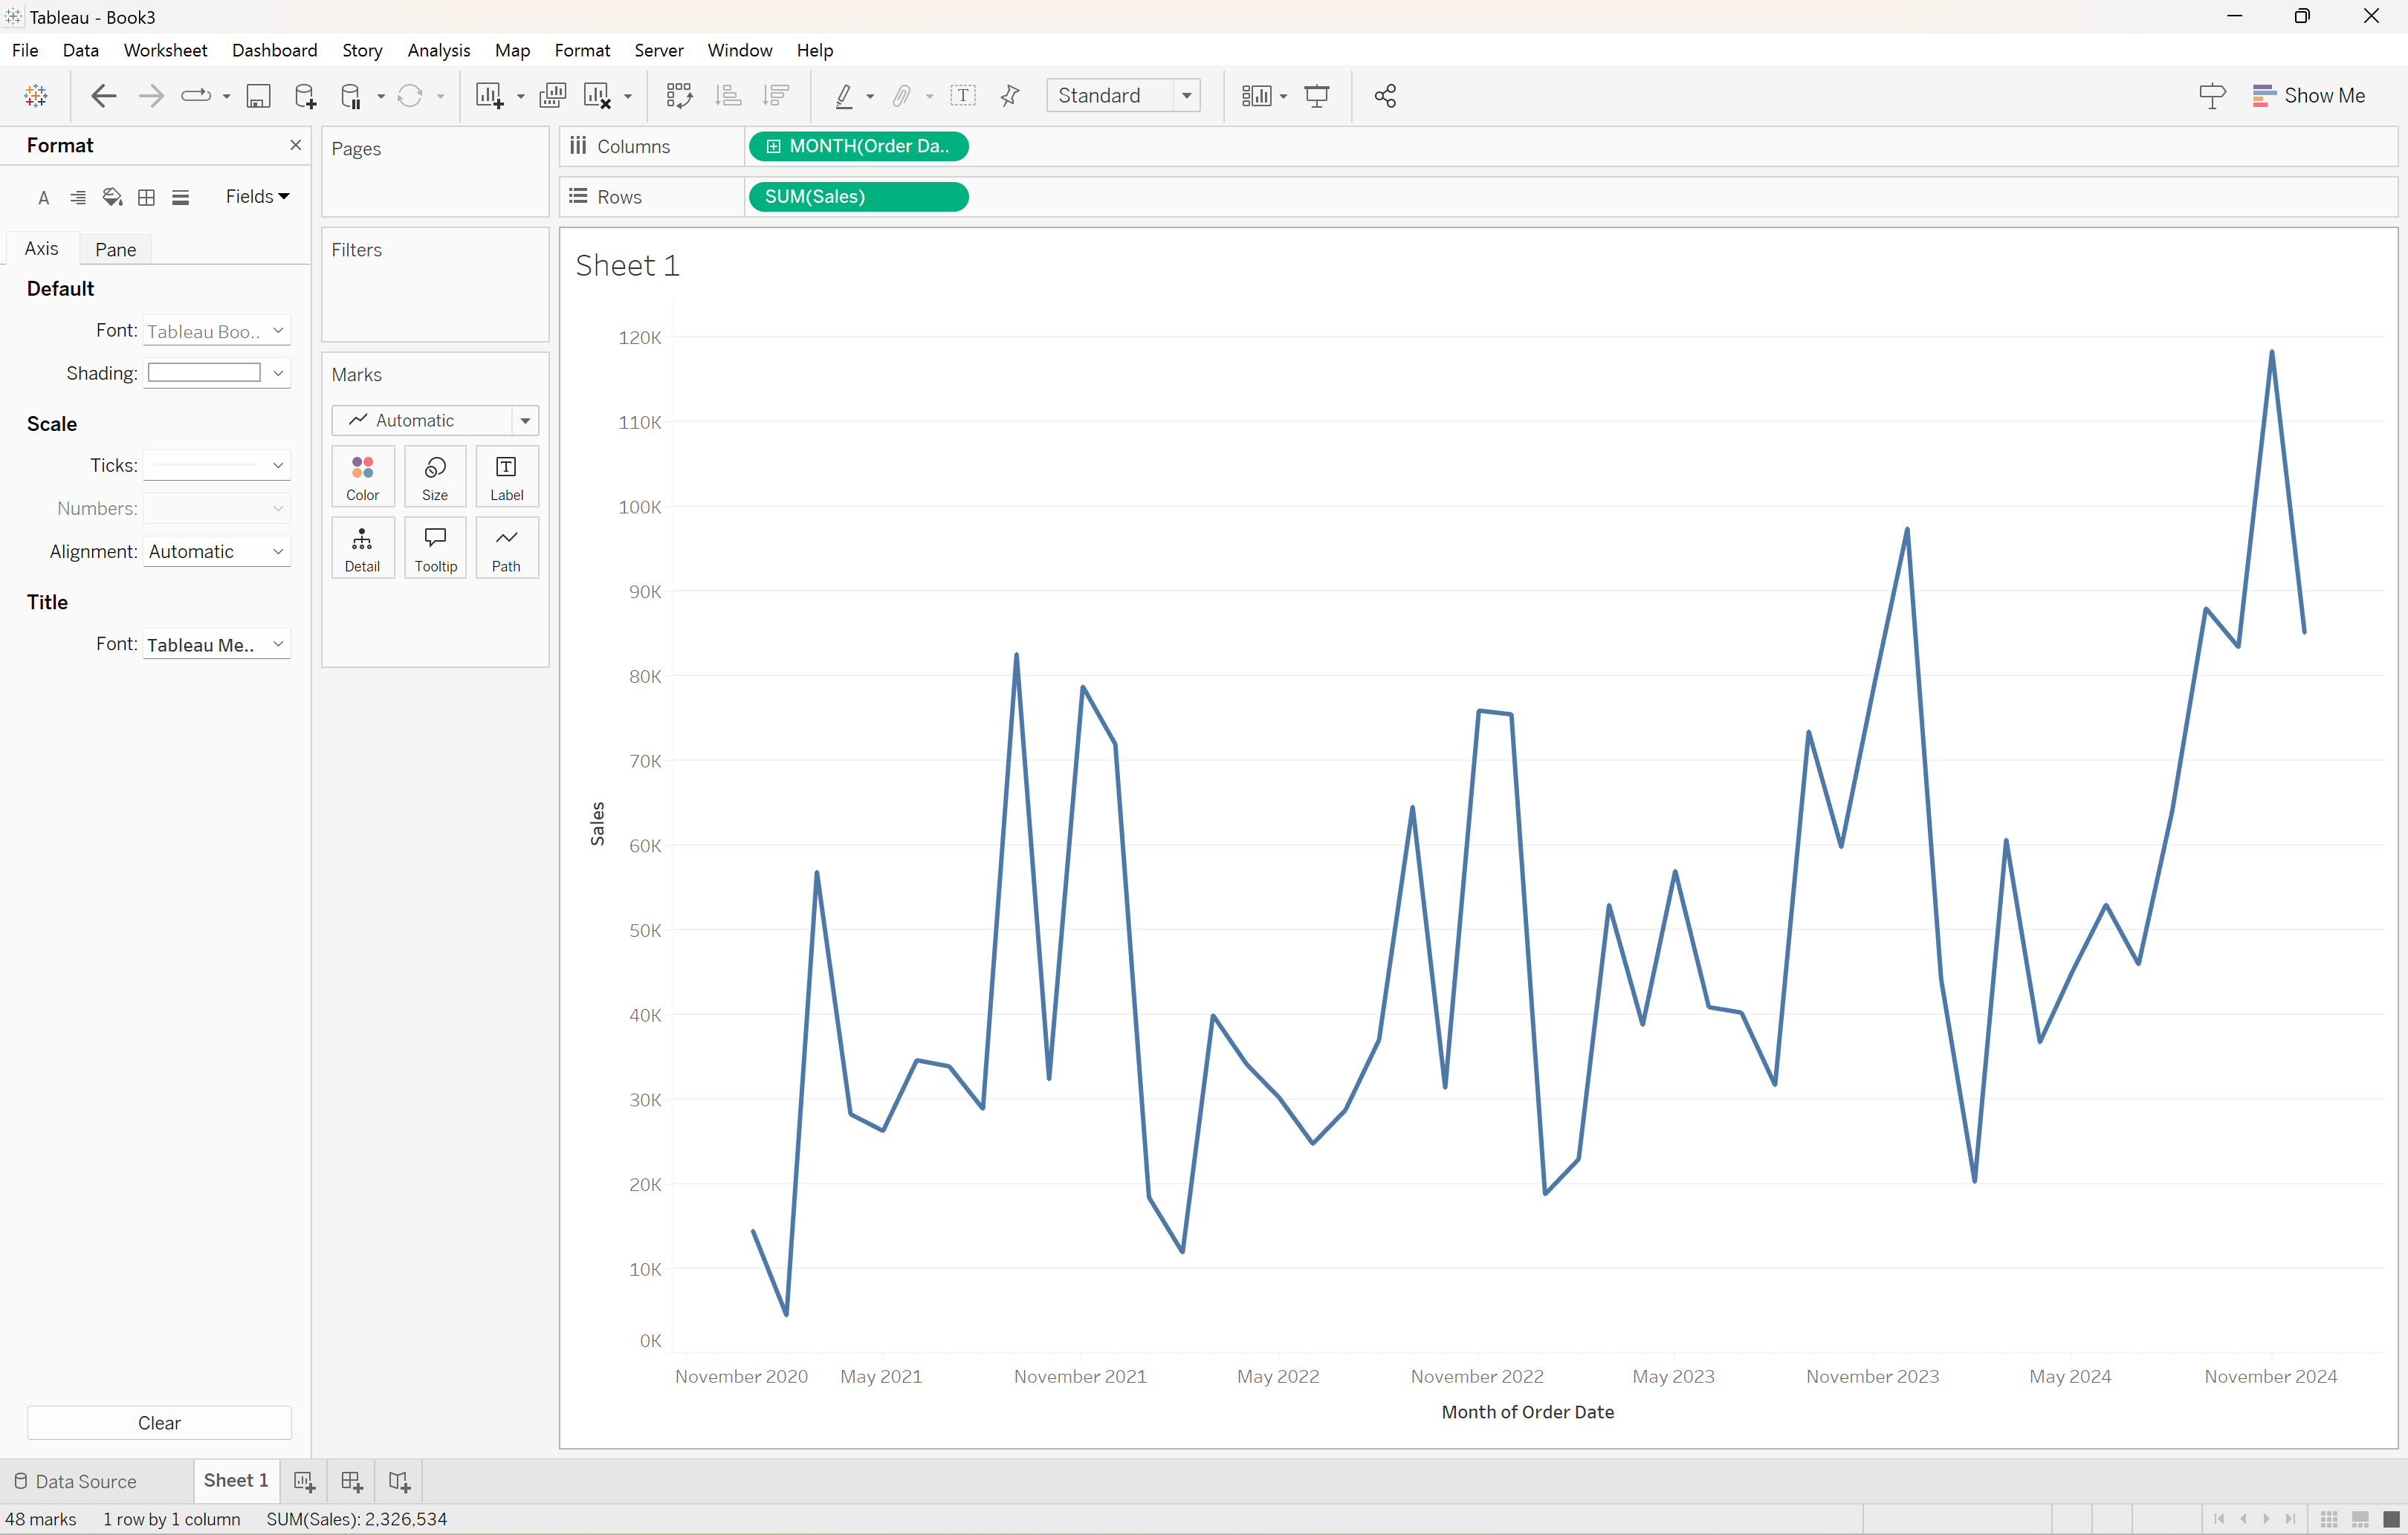 Tableau - Book3
File Data Worksheet Dashboard Story Analysis Map Format Server Window Help
Standard
Show Me
Format
Fields
Axis Pane
Default
Font: Tableau Boo..
Shading:
Scale
Ticks:
Numbers:
Alignment: Automatic
Title
Font: Tableau Me..
Clear
Pages
Filters
Marks
Automatic
Color Size Label
Detail Tooltip Path
Columns MONTH(Order Da..
Rows SUM(Sales)
Sheet 1
120K
110K
100K
90K
80K
70K
60K
50K
40K
30K
20K
10K
0K
Sales
November 2020 May 2021 November 2021 May 2022 November 2022 May 2023 November 2023 May 2024 November 2024
Month of Order Date
Data Source Sheet 1
48 marks 1 row by 1 column SUM(Sales): 2,326,534